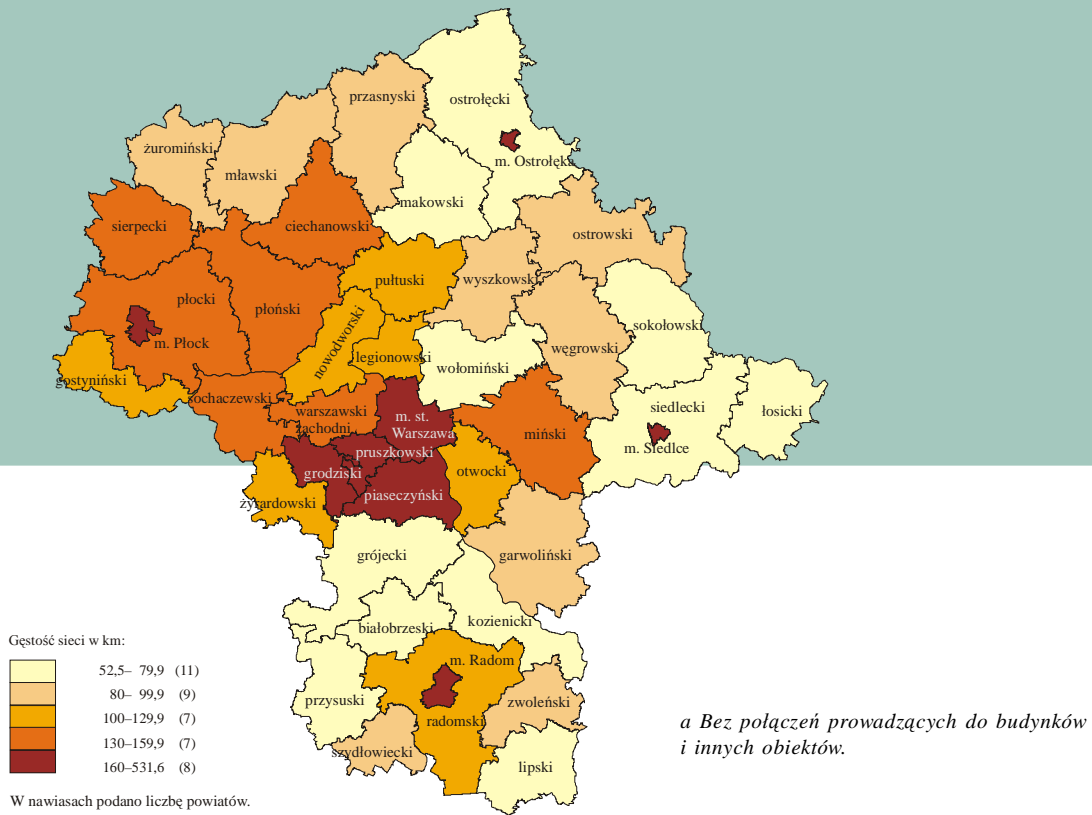 przasnyski
ostrołęcki
żuromiński
m. Ostrołęka
mławski
makowski
sierpecki
ciechanowski
ostrowski
pułtuski
wyszkowski
płocki
płoński
sokołowski
nowodworski
m. Płock
węgrowski
legionowski
wołomiński
gostyniński
sochaczewski
siedlecki
łosicki
warszawski
zachodni
m. st.
Warszawa
miński
m. Siedlce
pruszkowski
grodziski
otwocki
piaseczyński
żyrardowski
grójecki
garwoliński
kozienicki
białobrzeski
m. Radom
przysuski
zwoleński
radomski
szydłowiecki
lipski
Gęstość sieci w km:
52,5– 79,9 (11)
80– 99,9 (9)
100–129,9 (7)
130–159,9 (7)
160–531,6 (8)
W nawiasach podano liczbę powiatów.
a Bez połączeń prowadzących do budynków
i innych obiektów.